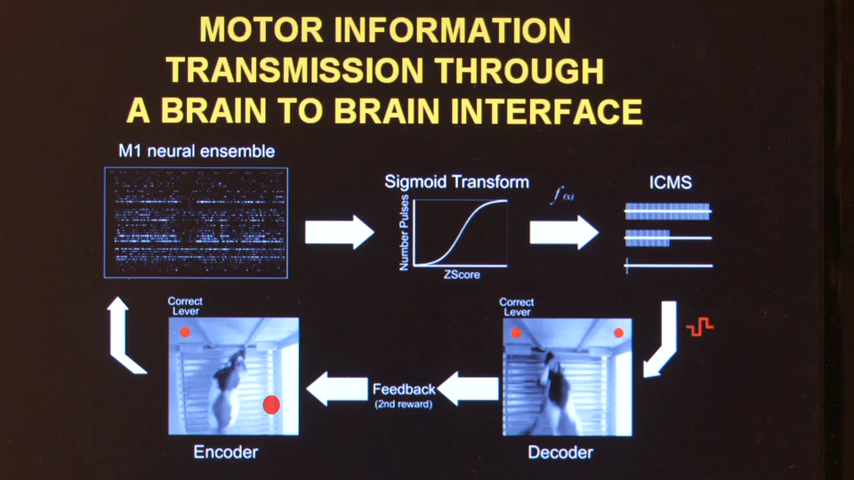 MOTOR INFORMATION
TRANSMISSION THROUGH
A BRAIN TO BRAIN INTERFACE
M1 neural ensemble
Sigmoid Transform
ICMS
Number Pulses
ZScore
Correct
Lever
Encoder
Feedback
(2nd reward)
Correct
Lever
Decoder